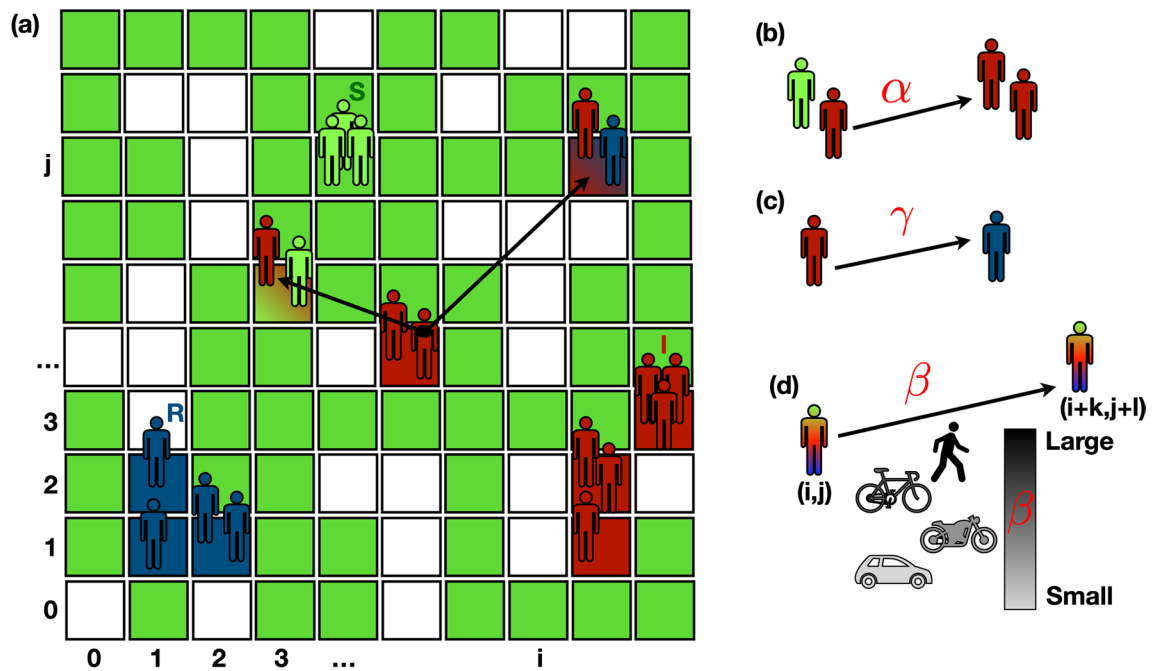 (a)
S
j
...
I
R
3
2
1
0
0 1 2 3 ... i
(b)
α
(c)
γ
(d)
β
(i+k,j+l)
(i,j)
Large
β
Small